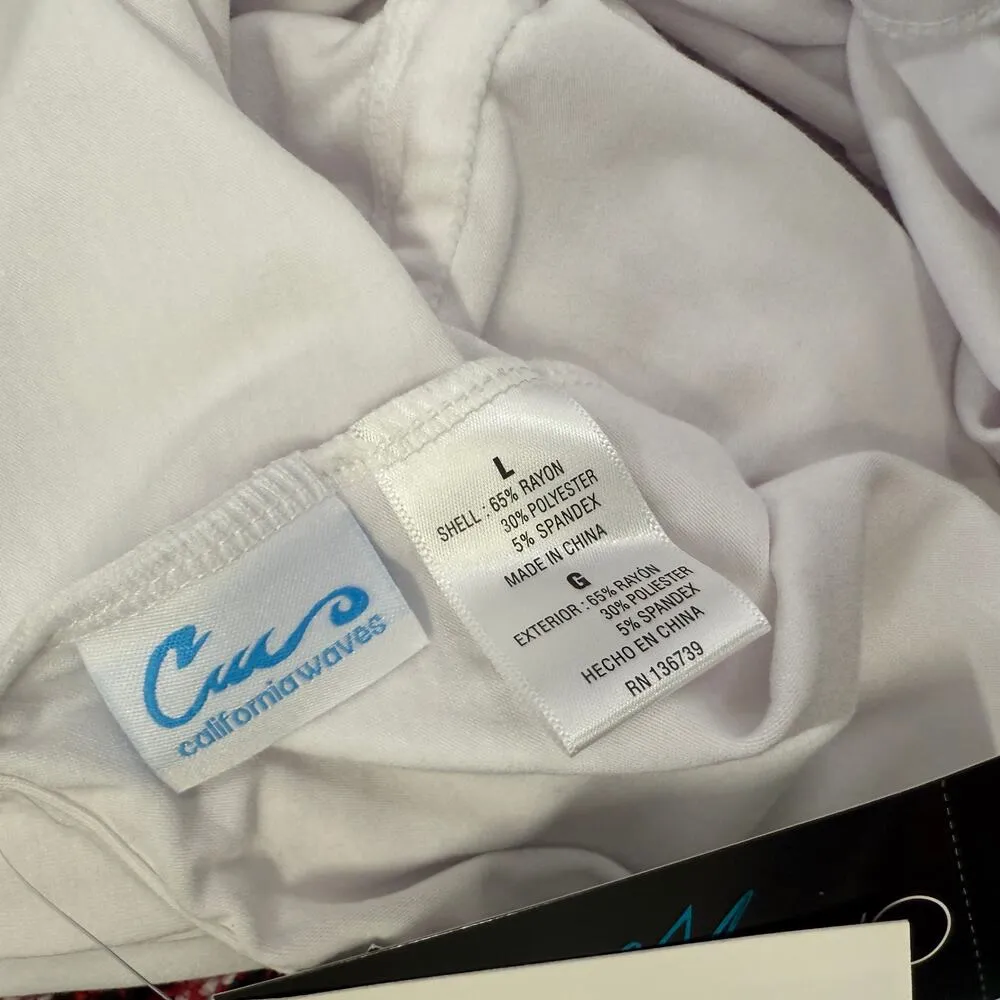 californiawaves
L
SHELL : 65% RAYON
30% POLYESTER
5% SPANDEX
MADE IN CHINA
G
EXTERIOR : 65% RAYÓN
30% POLIESTER
5% SPANDEX
HECHO EN CHINA
RN 136739